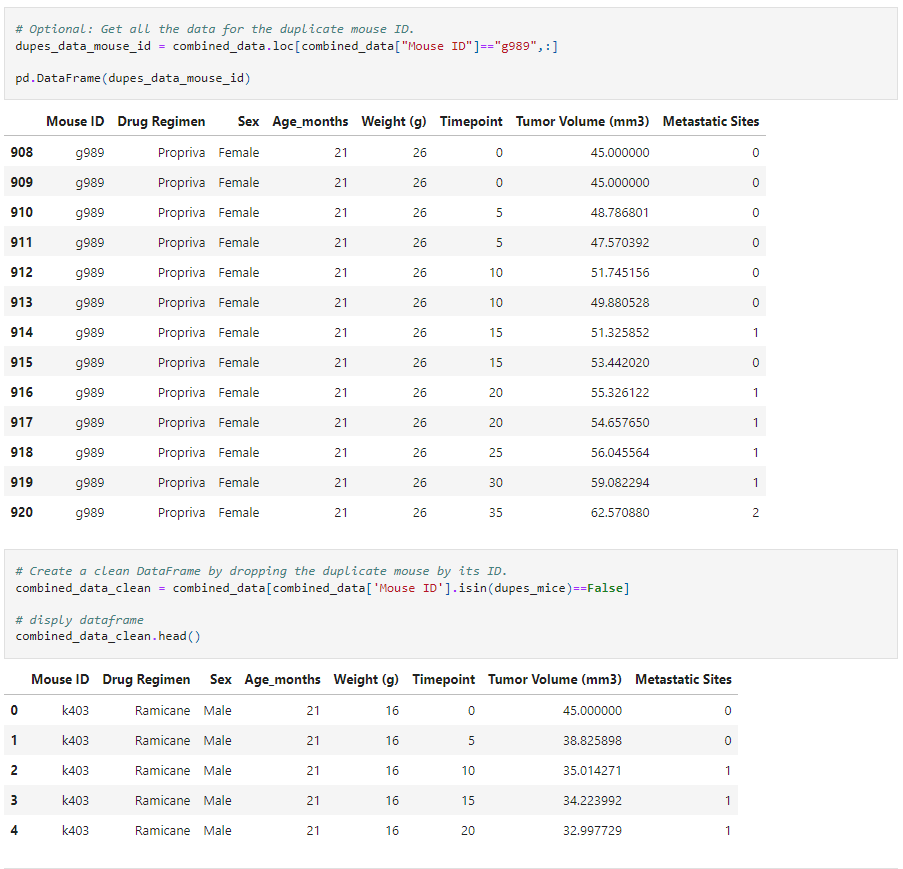 # Optional: Get all the data for the duplicate mouse ID.
dupes_data_mouse_id = combined_data.loc[combined_data["Mouse ID"]=="g989",:]
pd.DataFrame(dupes_data_mouse_id)
Mouse ID Drug Regimen Sex Age_months Weight (g) Timepoint Tumor Volume (mm3) Metastatic Sites
908 g989 Propriva Female 21 26 0 45.000000 0
909 g989 Propriva Female 21 26 0 45.000000 0
910 g989 Propriva Female 21 26 5 48.786801 0
911 g989 Propriva Female 21 26 5 47.570392 0
912 g989 Propriva Female 21 26 10 51.745156 0
913 g989 Propriva Female 21 26 10 49.880528 0
914 g989 Propriva Female 21 26 15 51.325852 1
915 g989 Propriva Female 21 26 15 53.442020 0
916 g989 Propriva Female 21 26 20 55.326122 1
917 g989 Propriva Female 21 26 20 54.657650 1
918 g989 Propriva Female 21 26 25 56.045564 1
919 g989 Propriva Female 21 26 30 59.082294 1
920 g989 Propriva Female 21 26 35 62.570880 2
# Create a clean DataFrame by dropping the duplicate mouse by its ID.
combined_data_clean = combined_data[combined_data['Mouse ID'].isin(dupes_mice)==False]
# disply dataframe
combined_data_clean.head()
Mouse ID Drug Regimen Sex Age_months Weight (g) Timepoint Tumor Volume (mm3) Metastatic Sites
0 k403 Ramicane Male 21 16 0 45.000000 0
1 k403 Ramicane Male 21 16 5 38.825898 0
2 k403 Ramicane Male 21 16 10 35.014271 1
3 k403 Ramicane Male 21 16 15 34.223992 1
4 k403 Ramicane Male 21 16 20 32.997729 1